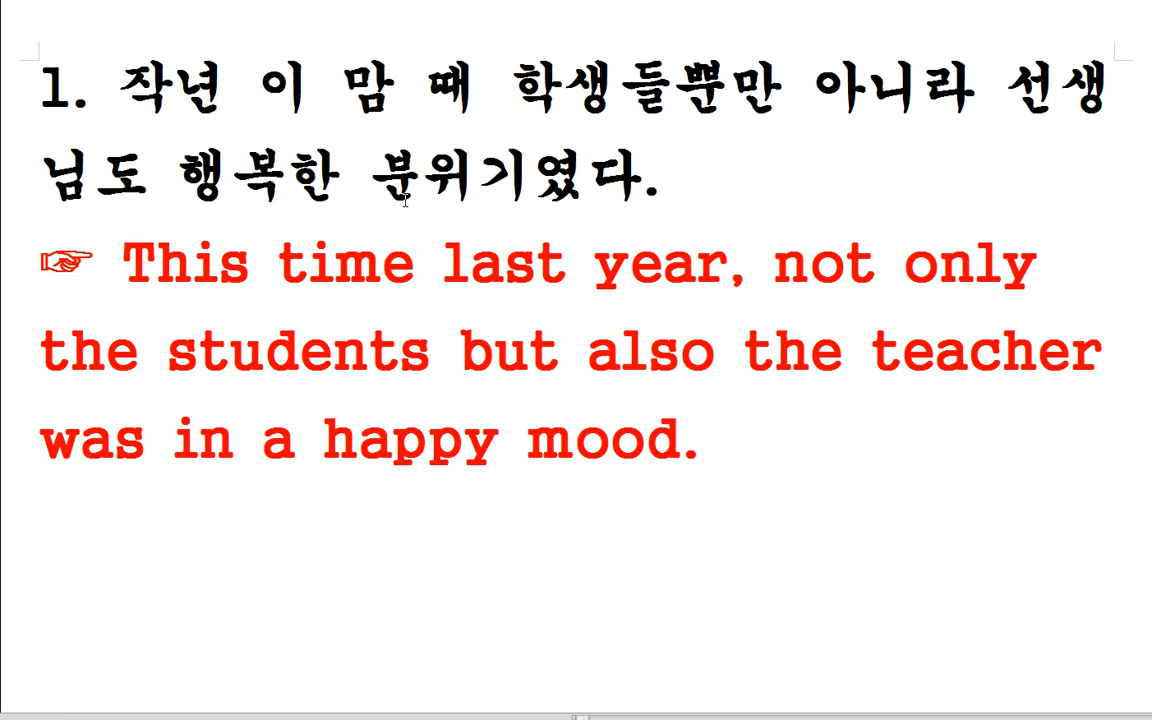 1. 작년 이 맘 때 학생들뿐만 아니라 선생
님도 행복한 분위기였다.
☞ This time last year, not only
the students but also the teacher
was in a happy mood.